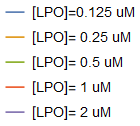 [LPO]=0.125 uM
[LPO]= 0.25 uM
[LPO]= 0.5 uM
[LPO]= 1 uM
[LPO]= 2 uM